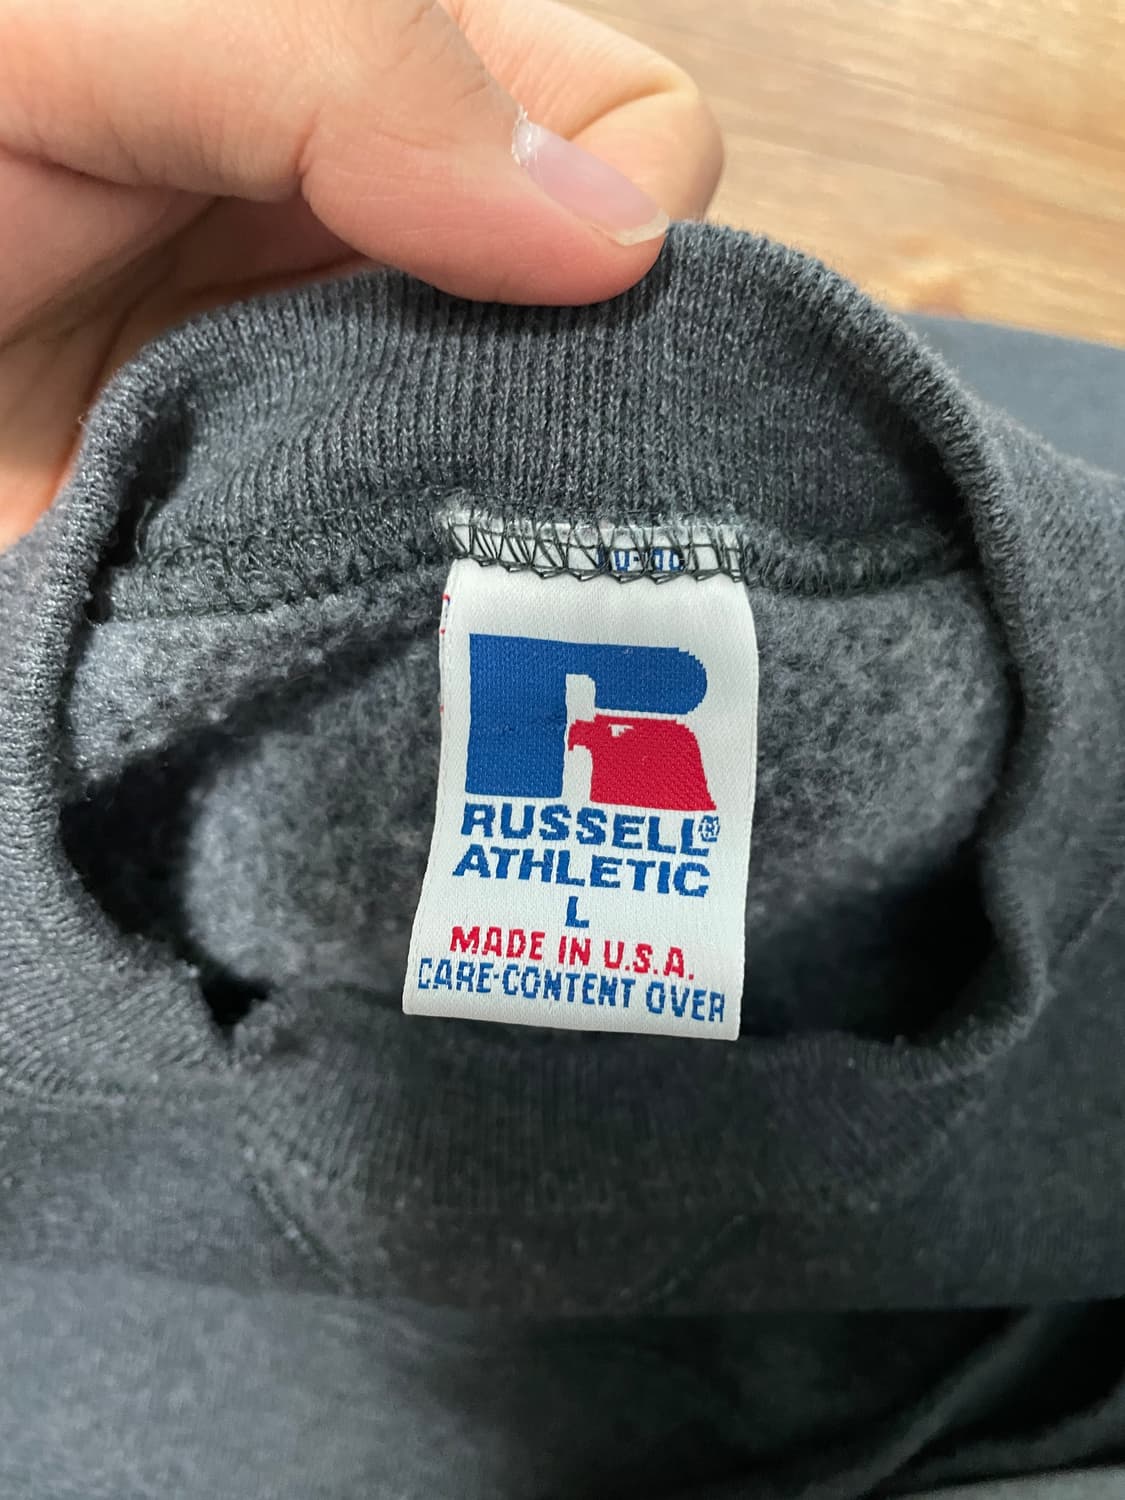 RUSSELL®
ATHLETIC
L
MADE IN U.S.A.
CARE·CONTENT OVER